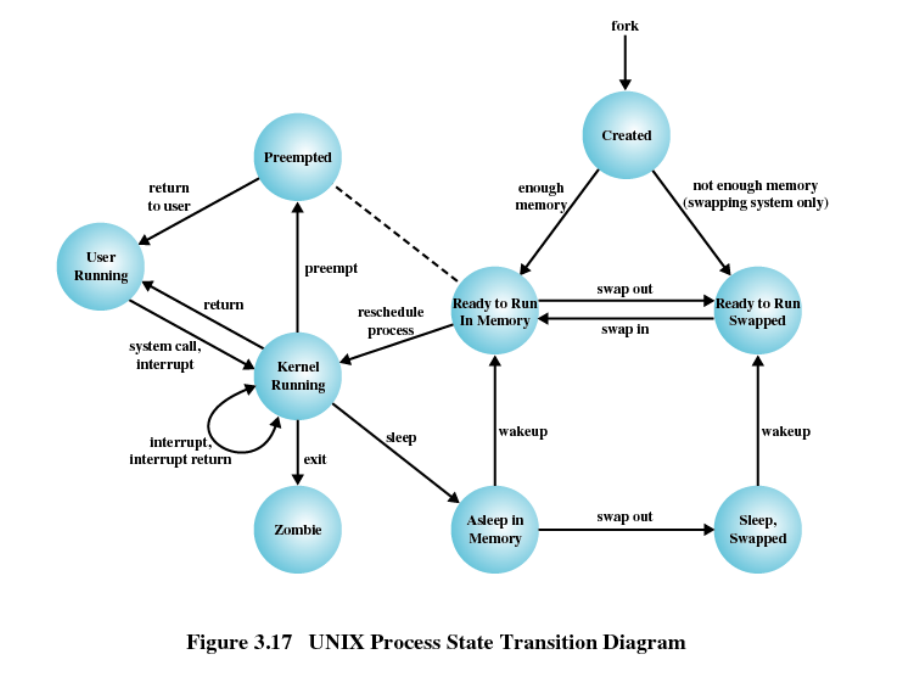 fork
Created
Preempted
enough
memory
not enough memory
(swapping system only)
return
to user
User
Running
preempt
return
reschedule
process
Ready to Run
In Memory
swap out
swap in
Ready to Run
Swapped
system call,
interrupt
Kernel
Running
interrupt,
interrupt return
sleep
exit
wakeup
wakeup
Zombie
Asleep in
Memory
swap out
Sleep,
Swapped
Figure 3.17 UNIX Process State Transition Diagram